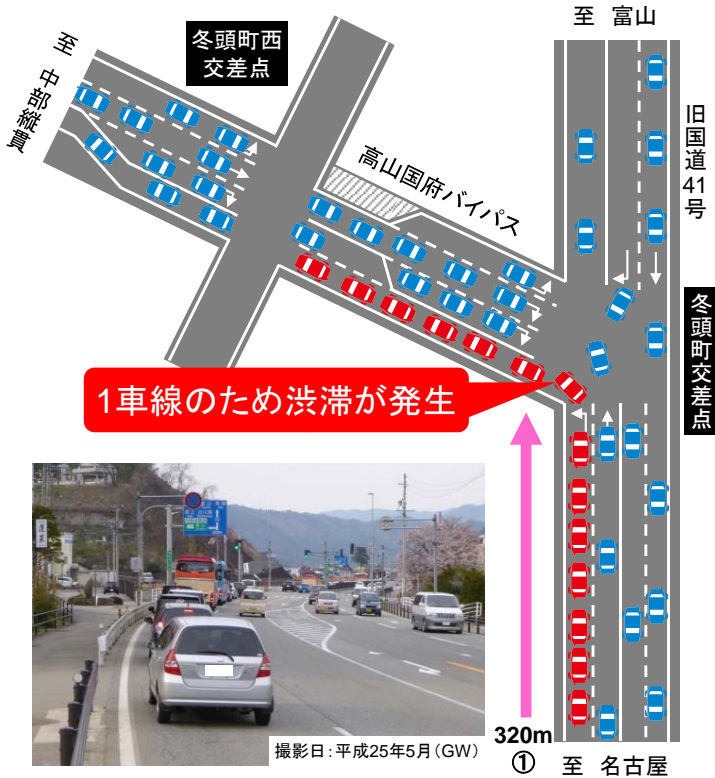 至 富山
冬頭町西
交差点
至 中部縦貫
旧国道41号
高山国府バイパス
冬頭町交差点
1車線のため渋滞が発生
撮影日：平成25年5月（GW）
320m
①
至 名古屋